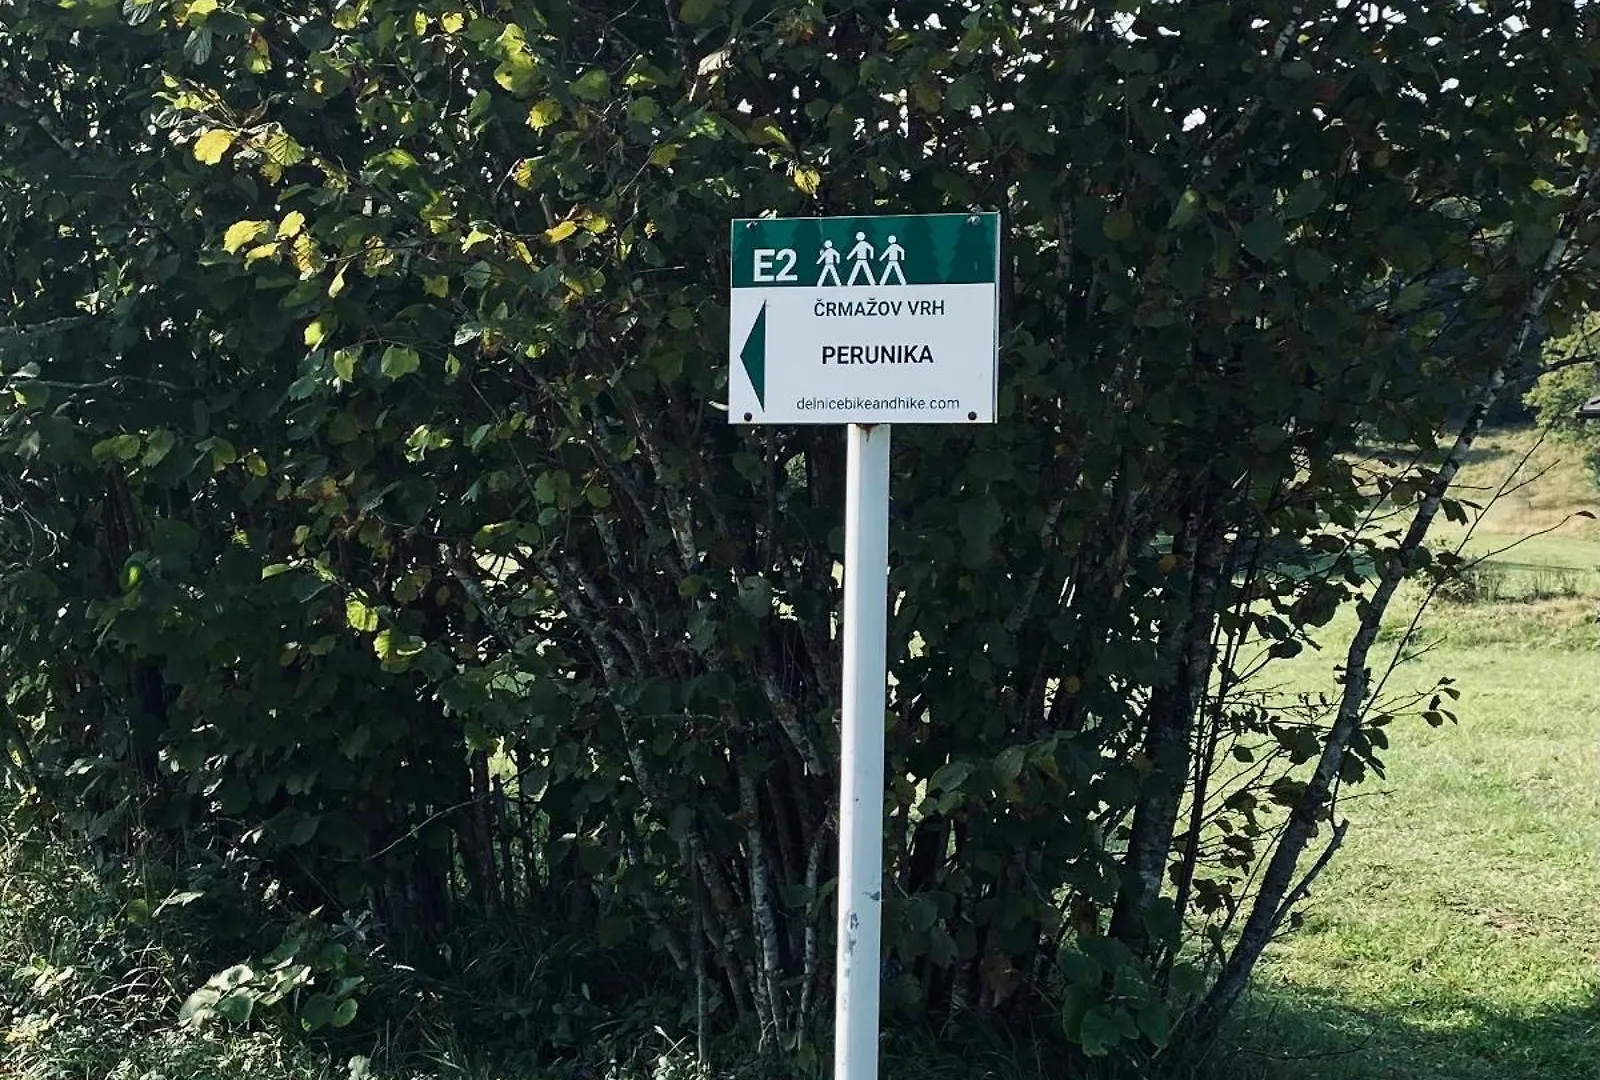 E2
ČRMAŽOV VRH
PERUNIKA
delnicebikeandhike.com